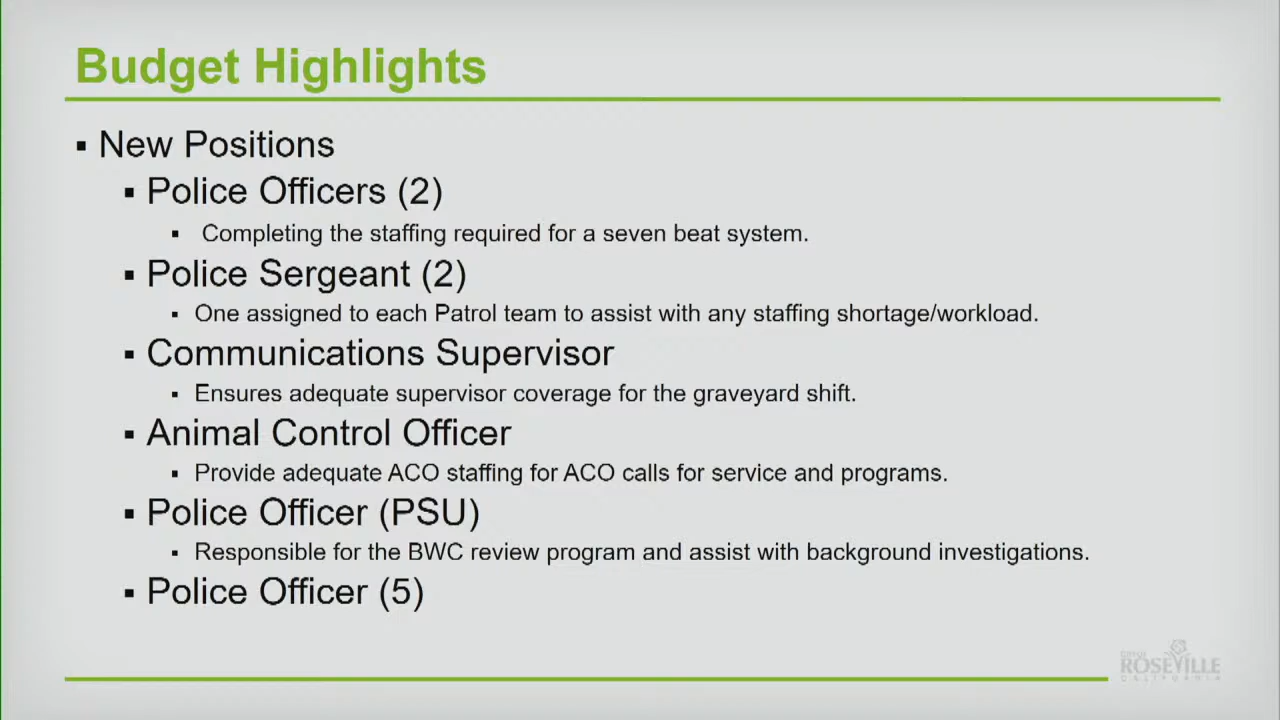 Budget Highlights
▪ New Positions
▪ Police Officers (2)
▪ Completing the staffing required for a seven beat system.
▪ Police Sergeant (2)
▪ One assigned to each Patrol team to assist with any staffing shortage/workload.
▪ Communications Supervisor
▪ Ensures adequate supervisor coverage for the graveyard shift.
▪ Animal Control Officer
▪ Provide adequate ACO staffing for ACO calls for service and programs.
▪ Police Officer (PSU)
▪ Responsible for the BWC review program and assist with background investigations.
▪ Police Officer (5)
CITY OF
ROSEVILLE
CALIFORNIA